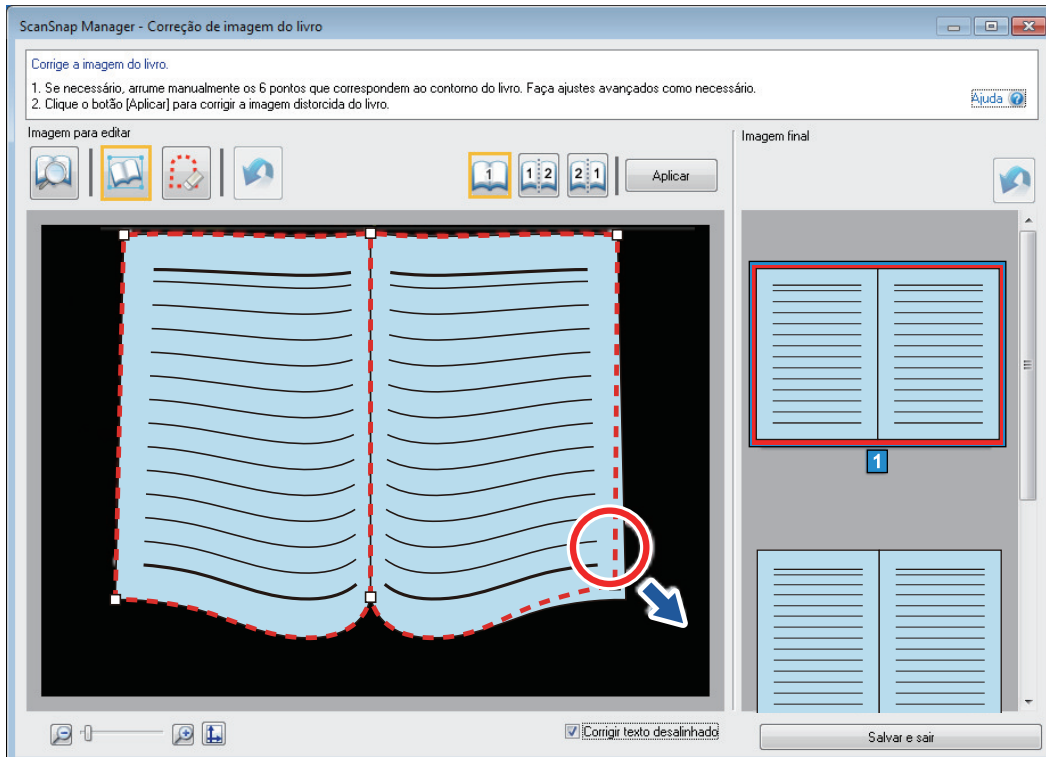 ScanSnap Manager - Correção de imagem do livro
Corrige a imagem do livro.
1. Se necessário, arrume manualmente os 6 pontos que correspondem ao contorno do livro. Faça ajustes avançados como necessário.
2. Clique o botão [Aplicar] para corrigir a imagem distorcida do livro.
Ajuda
Imagem para editar
Imagem final
1
1 2
2 1
Aplicar
1
Corrigir texto desalinhado
Salvar e sair